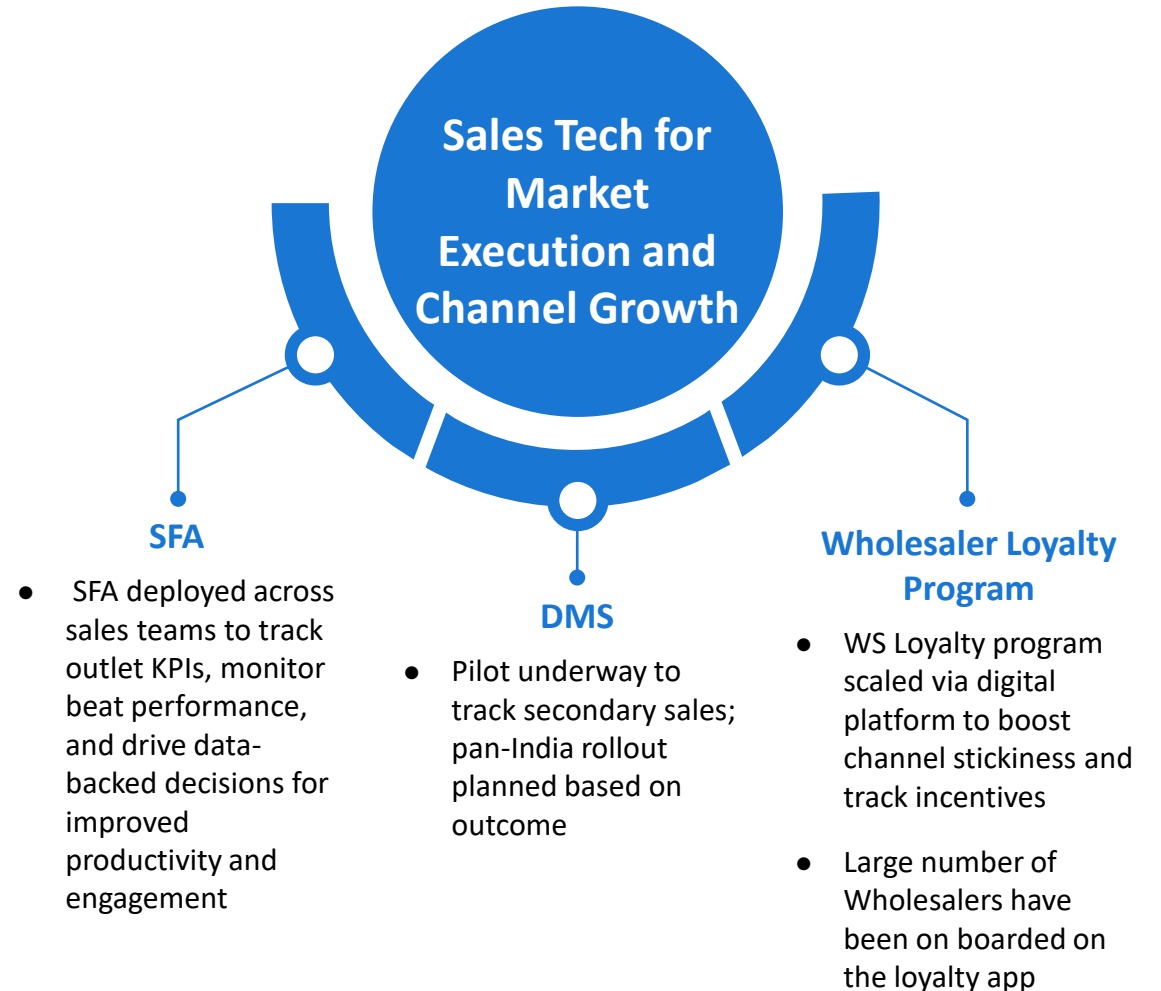 Sales Tech for
Market
Execution and
Channel Growth
SFA
● SFA deployed across
sales teams to track
outlet KPIs, monitor
beat performance,
and drive data-
backed decisions for
improved
productivity and
engagement
DMS
● Pilot underway to
track secondary sales;
pan-India rollout
planned based on
outcome
Wholesaler Loyalty
Program
● WS Loyalty program
scaled via digital
platform to boost
channel stickiness and
track incentives
● Large number of
Wholesalers have
been on boarded on
the loyalty app